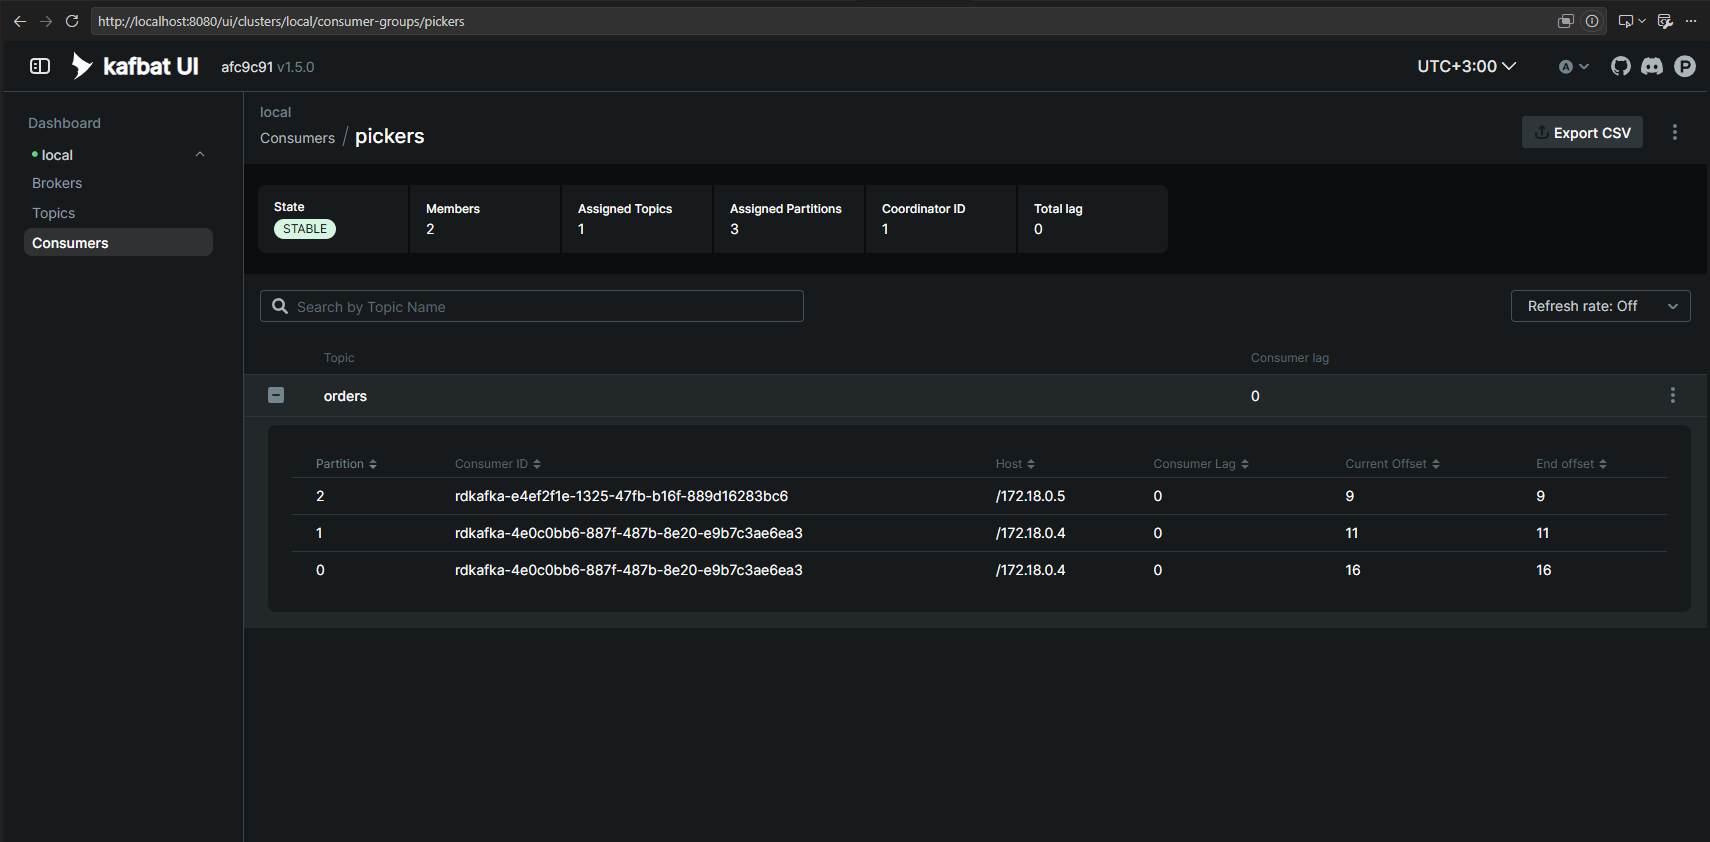 http://localhost:8080/ui/clusters/local/consumer-groups/pickers
kafbat UI afc9c91 v1.5.0 UTC+3:00 A P
Dashboard
local
Brokers
Topics
Consumers
local
Consumers / pickers
Export CSV
State Members Assigned Topics Assigned Partitions Coordinator ID Total lag
STABLE 2 1 3 1 0
Search by Topic Name Refresh rate: Off
Topic Consumer lag
orders 0
Partition Consumer ID Host Consumer Lag Current Offset End offset
2 rdkafka-e4ef2f1e-1325-47fb-b16f-889d16283bc6 /172.18.0.5 0 9 9
1 rdkafka-4e0c0bb6-887f-487b-8e20-e9b7c3ae6ea3 /172.18.0.4 0 11 11
0 rdkafka-4e0c0bb6-887f-487b-8e20-e9b7c3ae6ea3 /172.18.0.4 0 16 16